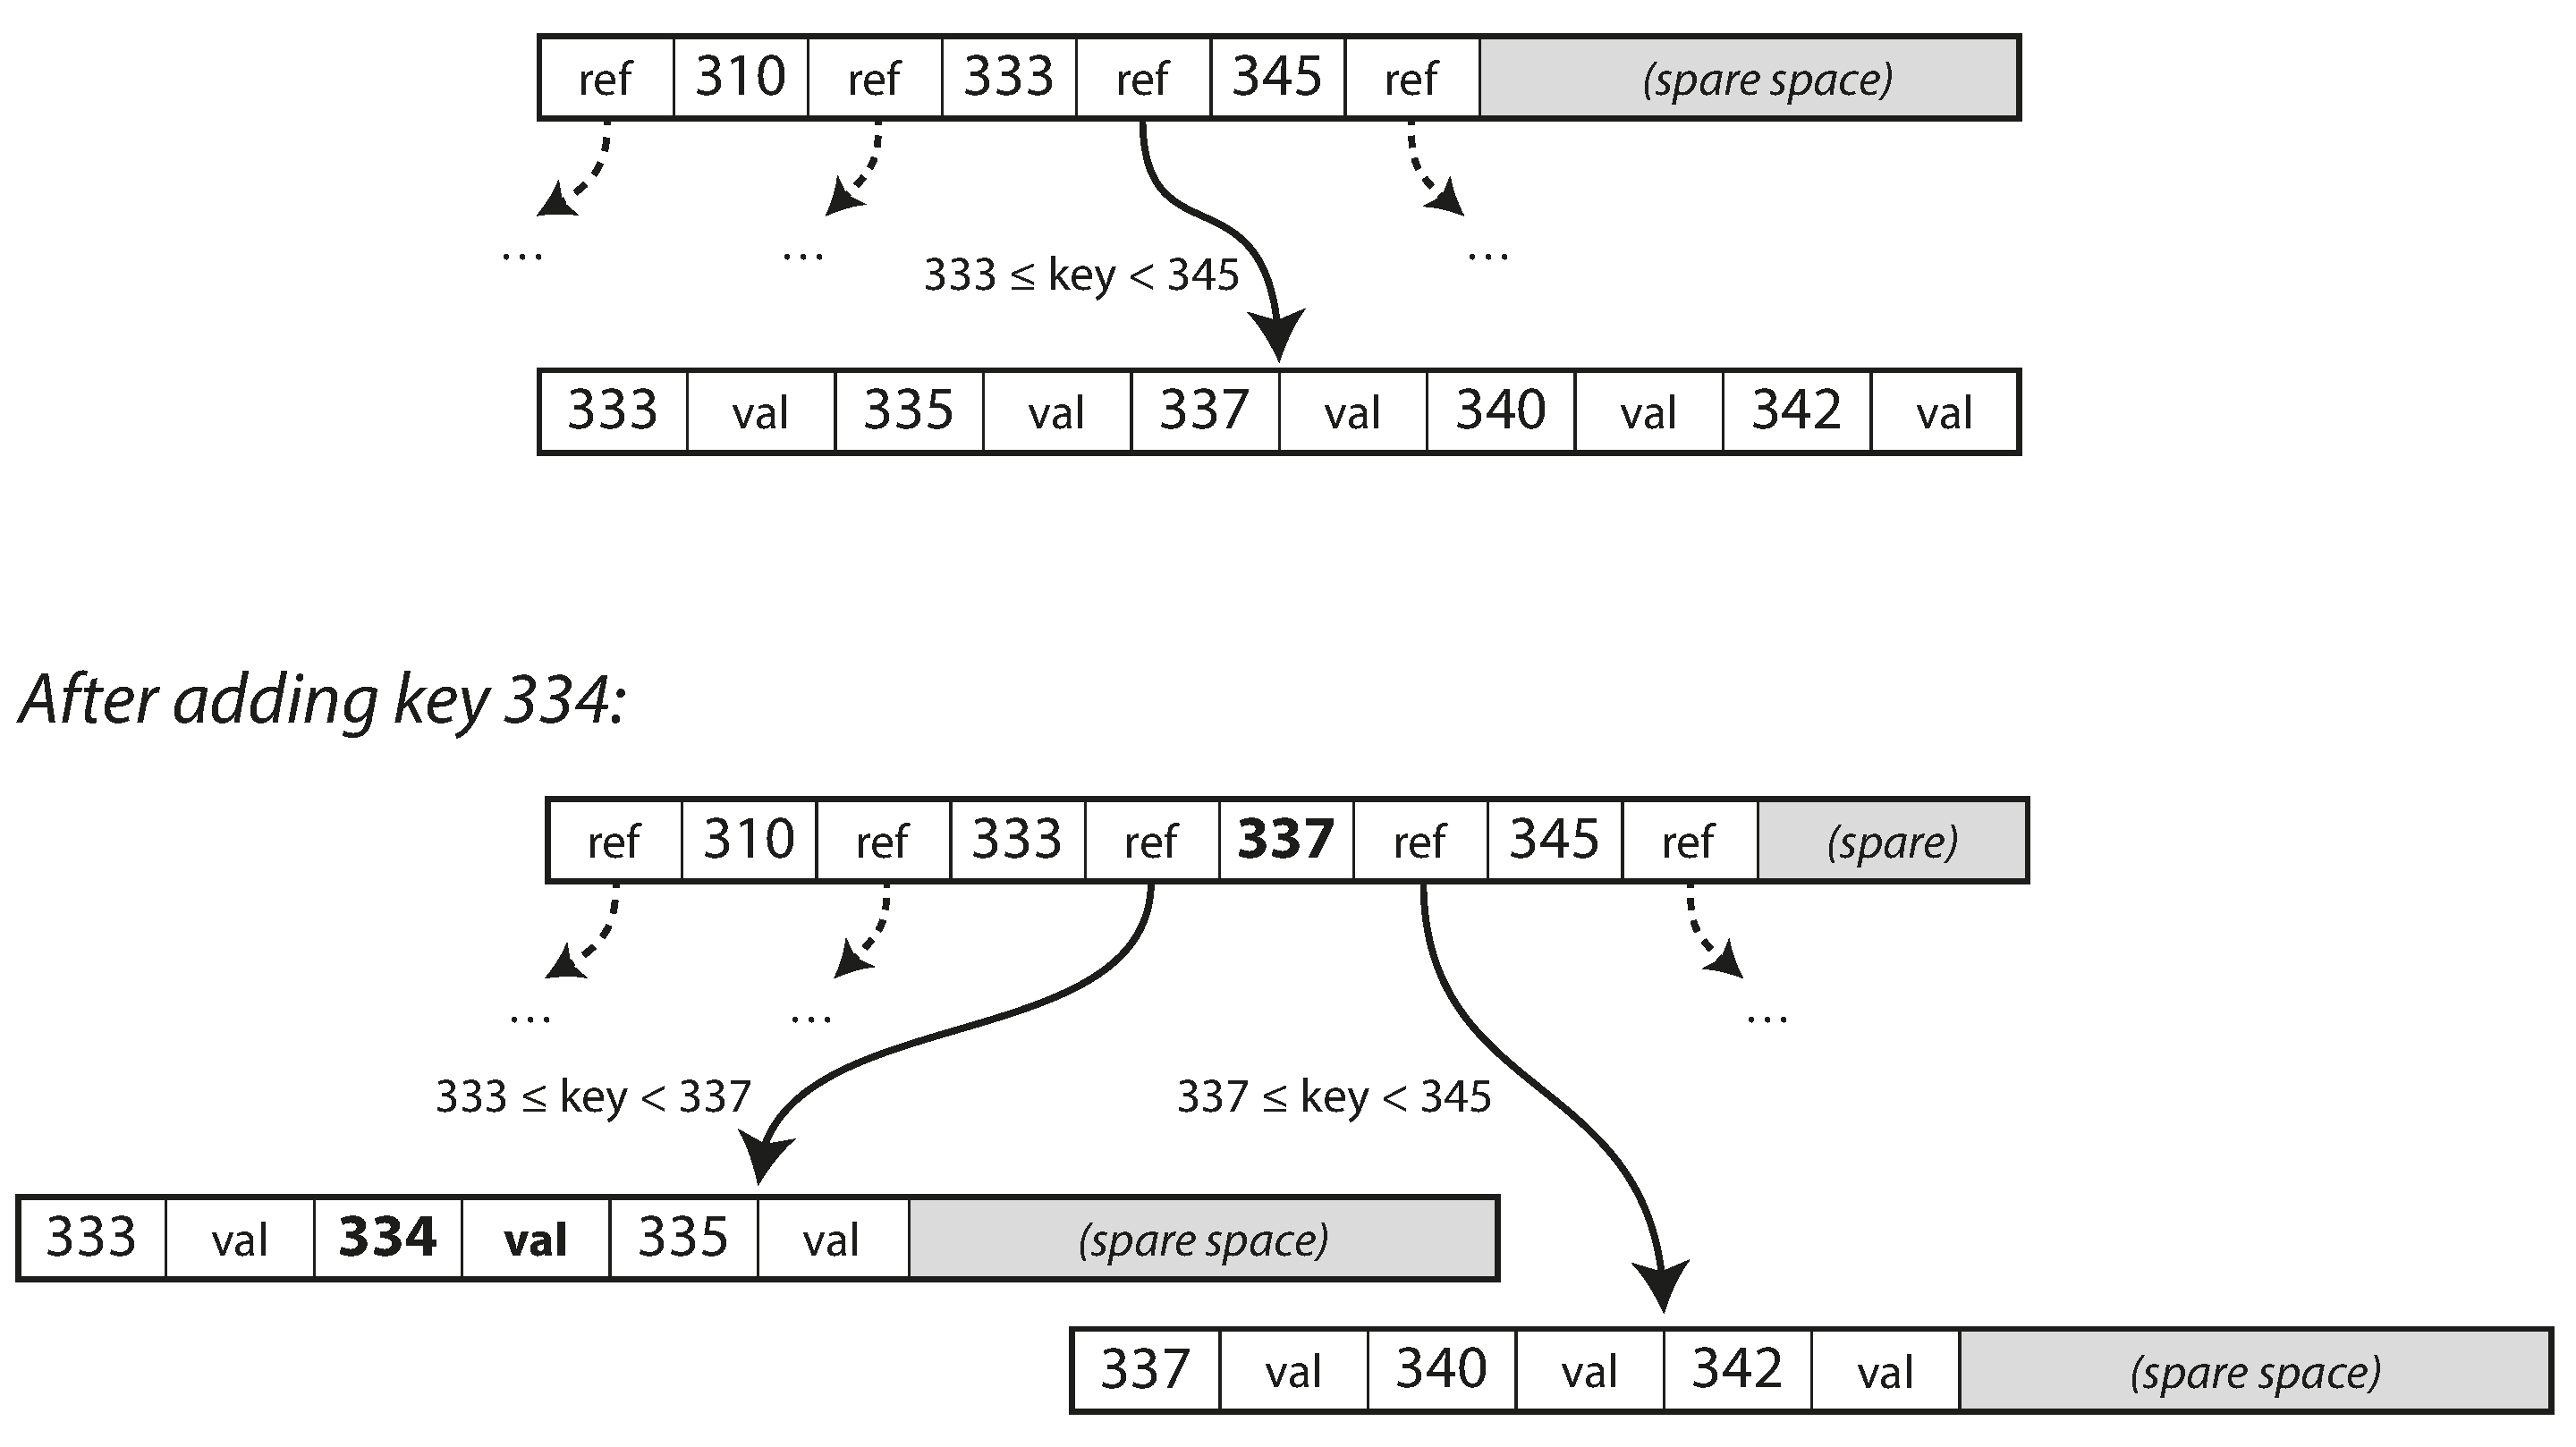 ref 310 ref 333 ref 345 ref (spare space)
... ... ...
333 ≤ key < 345
333 val 335 val 337 val 340 val 342 val
After adding key 334:
ref 310 ref 333 ref 337 ref 345 ref (spare)
... ... ...
333 ≤ key < 337 337 ≤ key < 345
333 val 334 val 335 val (spare space)
337 val 340 val 342 val (spare space)